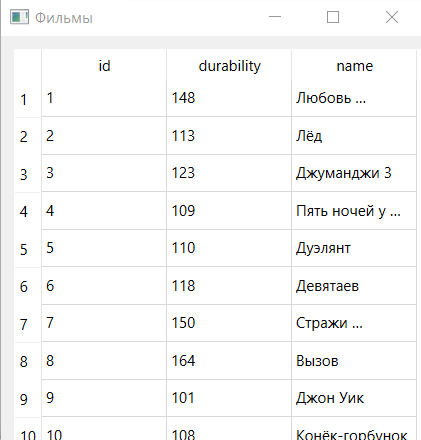 Фильмы
id durability name
1 1 148 Любовь ...
2 2 113 Лёд
3 3 123 Джуманджи 3
4 4 109 Пять ночей у ...
5 5 110 Дуэлянт
6 6 118 Девятаев
7 7 150 Стражи ...
8 8 164 Вызов
9 9 101 Джон Уик
10 10 108 Конёк-горбунок